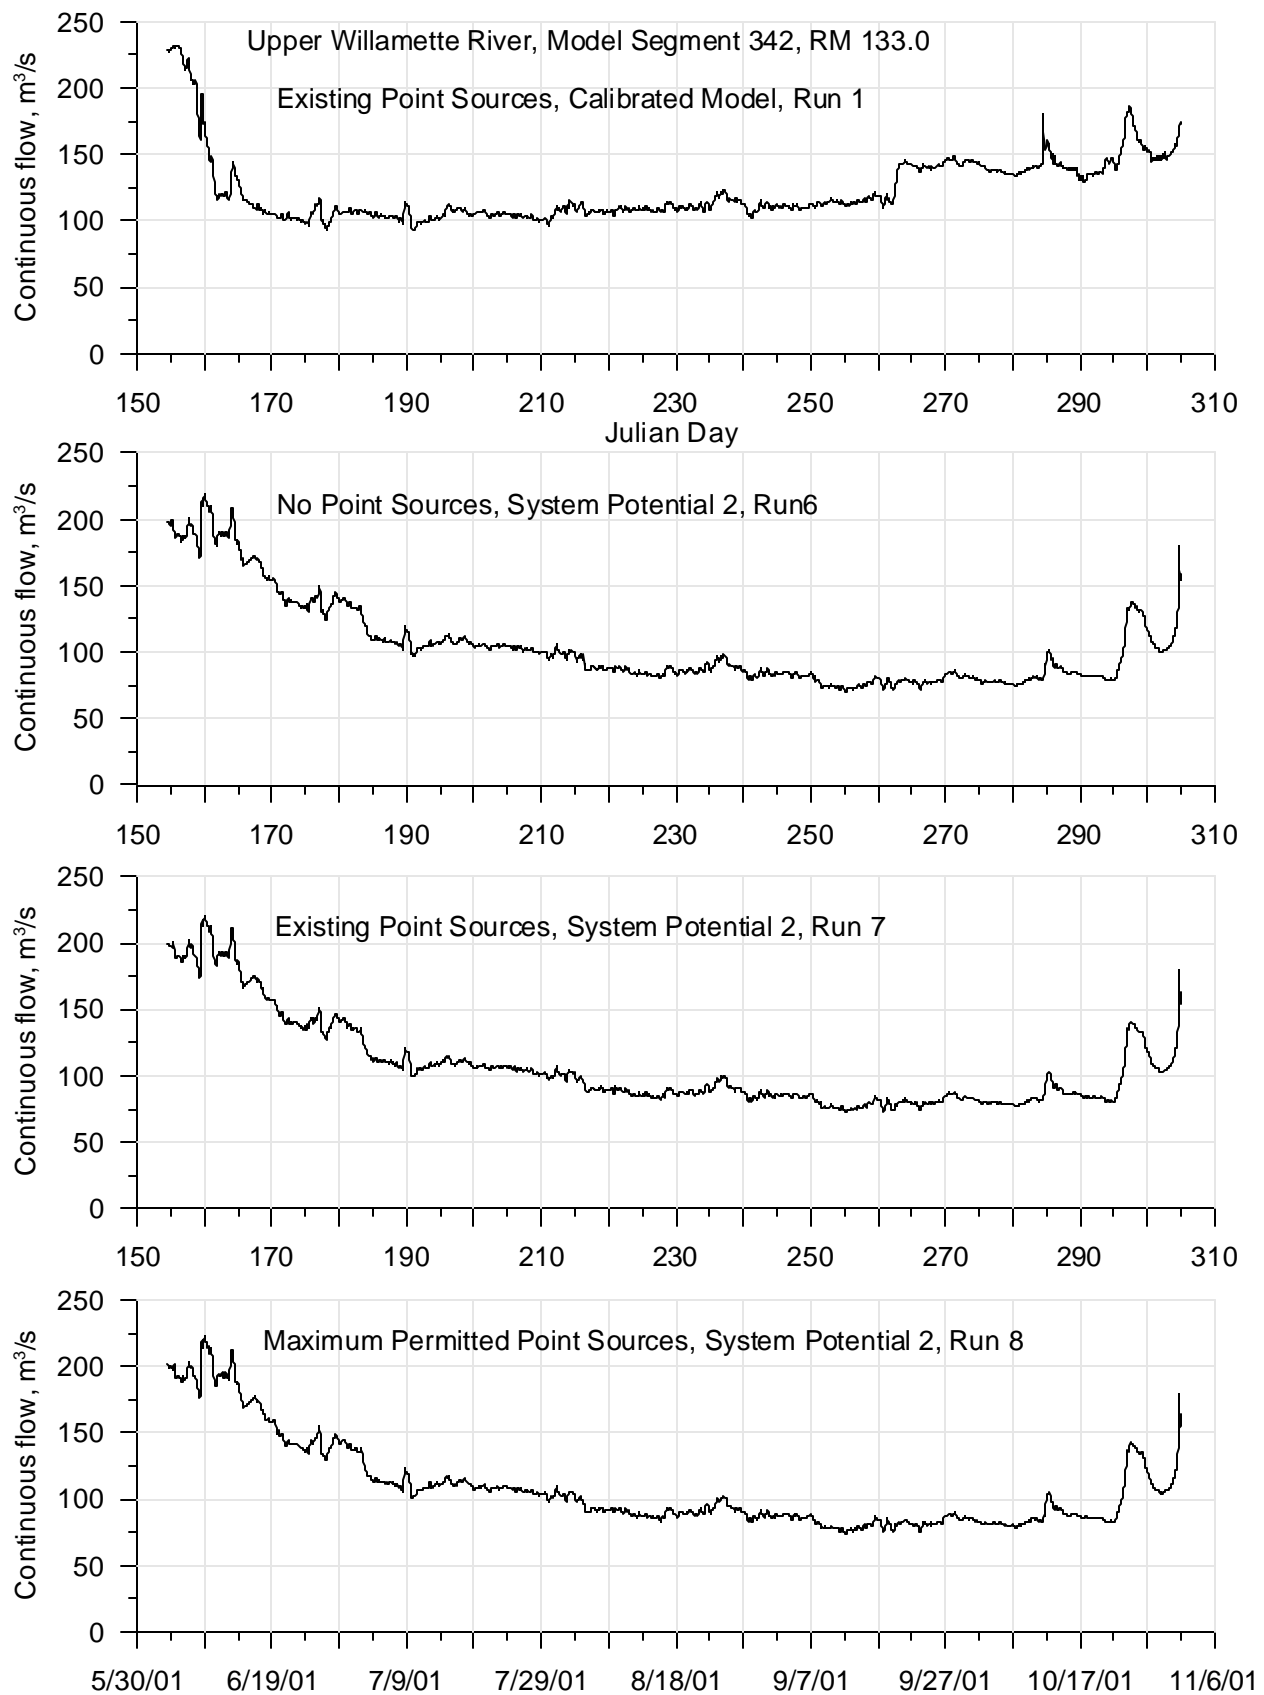 250
Upper Willamette River, Model Segment 342, RM 133.0
200
Existing Point Sources, Calibrated Model, Run 1
150
100
50
0
Continuous flow, m³/s
150 170 190 210 230 250 270 290 310
Julian Day
250
200
No Point Sources, System Potential 2, Run6
150
100
50
0
Continuous flow, m³/s
150 170 190 210 230 250 270 290 310
250
Existing Point Sources, System Potential 2, Run 7
200
150
100
50
0
Continuous flow, m³/s
150 170 190 210 230 250 270 290 310
250
Maximum Permitted Point Sources, System Potential 2, Run 8
200
150
100
50
0
Continuous flow, m³/s
5/30/01 6/19/01 7/9/01 7/29/01 8/18/01 9/7/01 9/27/01 10/17/01 11/6/01